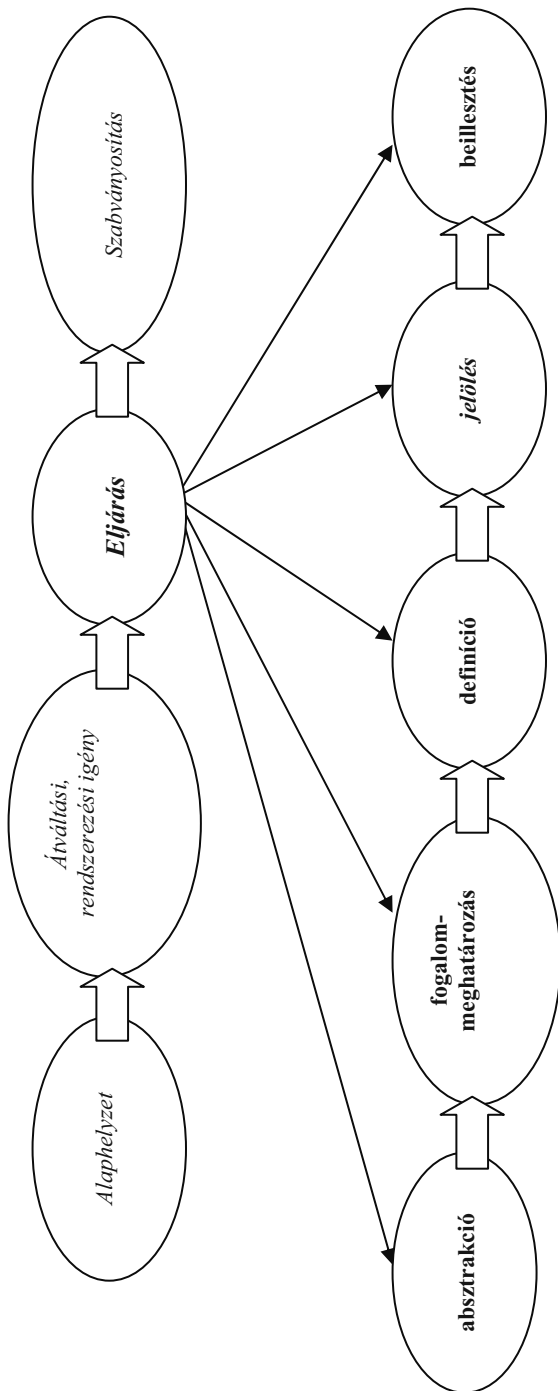 Alaphelyzet
Átváltási,
rendszerezési igény
Eljárás
Szabványosítás
absztrakció
fogalom-
meghatározás
definíció
jelölés
beillesztés